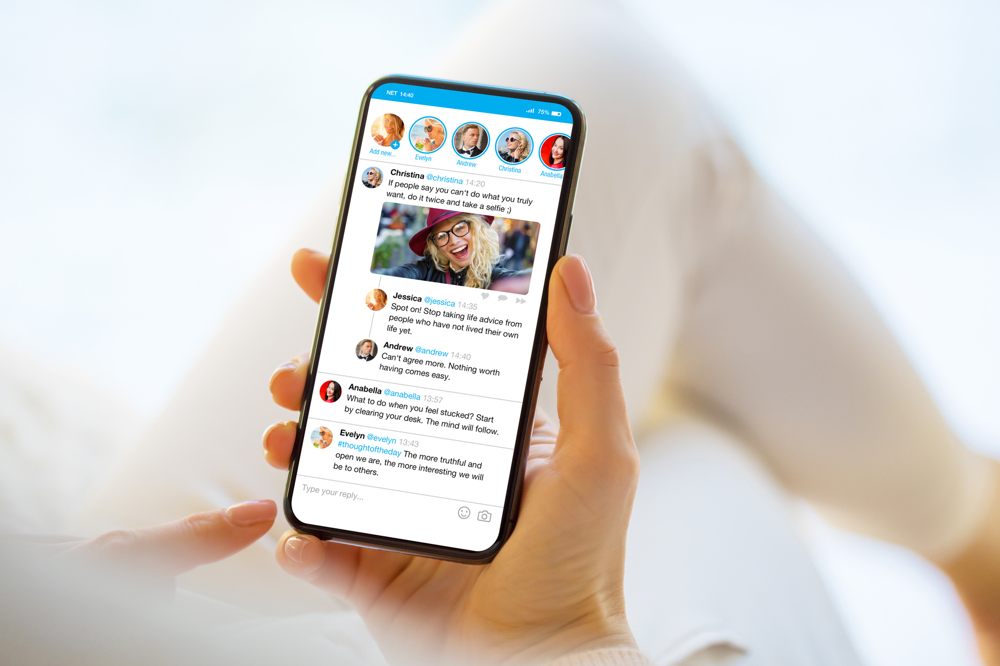 NET 14:40
75%
Add new...
Evelyn
Andrew
Christina
Anabella
Christina @christina 14:20
If people say you can't do what you truly
want, do it twice and take a selfie ;)
Jessica @jessica 14:35
Spot on! Stop taking life advice from
people who have not lived their own
life yet.
Andrew @andrew 14:40
Can't agree more. Nothing worth
having comes easy.
Anabella @anabella 13:57
What to do when you feel stucked? Start
by clearing your desk. The mind will follow.
Evelyn @evelyn 13:43
#thoughtoftheday The more truthful and
open we are, the more interesting we will
be to others.
Type your reply...